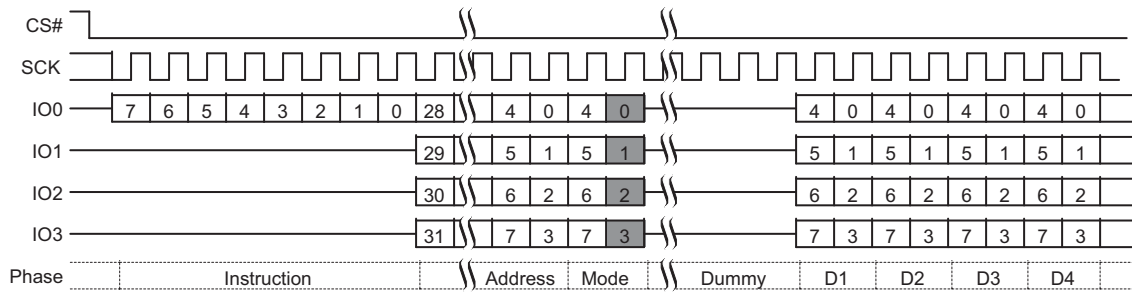 CS#
SCK
IO0 7 6 5 4 3 2 1 0 28 4 0 4 0 4 0 4 0 4 0 4 0
IO1 29 5 1 5 1 5 1 5 1 5 1 5 1
IO2 30 6 2 6 2 6 2 6 2 6 2 6 2
IO3 31 7 3 7 3 7 3 7 3 7 3 7 3
Phase Instruction Address Mode Dummy D1 D2 D3 D4